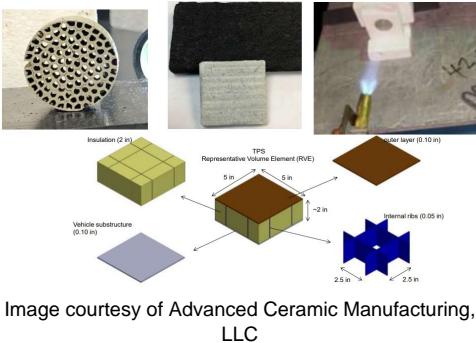 Insulation (2 in)
TPS
Representative Volume Element (RVE)
outer layer (0.10 in)
5 in
5 in
~2 in
Vehicle substructure
(0.10 in)
Internal ribs (0.05 in)
2.5 in
2.5 in
Image courtesy of Advanced Ceramic Manufacturing,
LLC